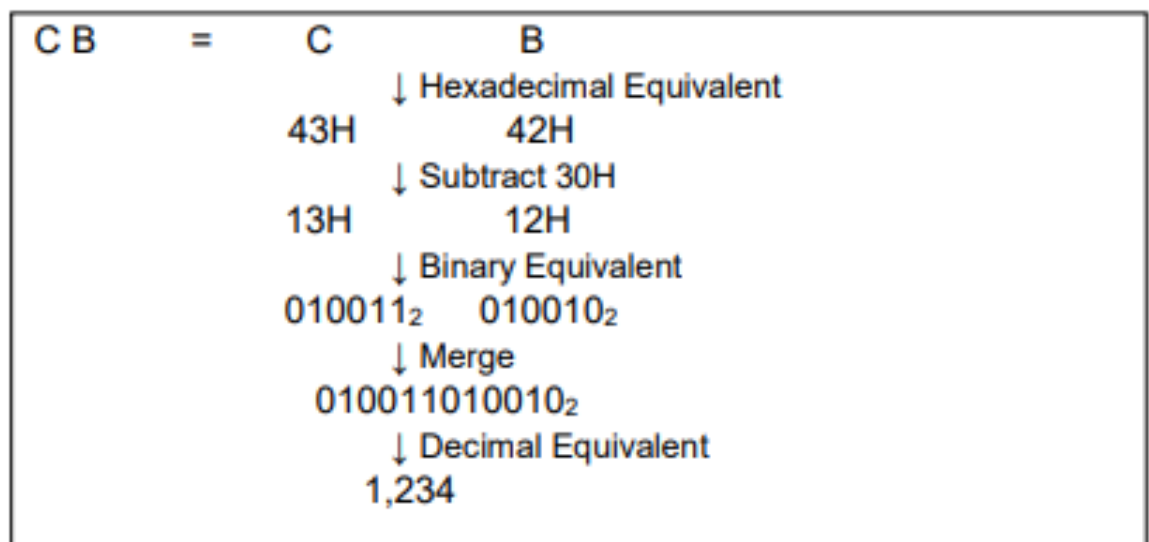 C B = C B
↓ Hexadecimal Equivalent
43H 42H
↓ Subtract 30H
13H 12H
↓ Binary Equivalent
010011₂ 010010₂
↓ Merge
010011010010₂
↓ Decimal Equivalent
1,234